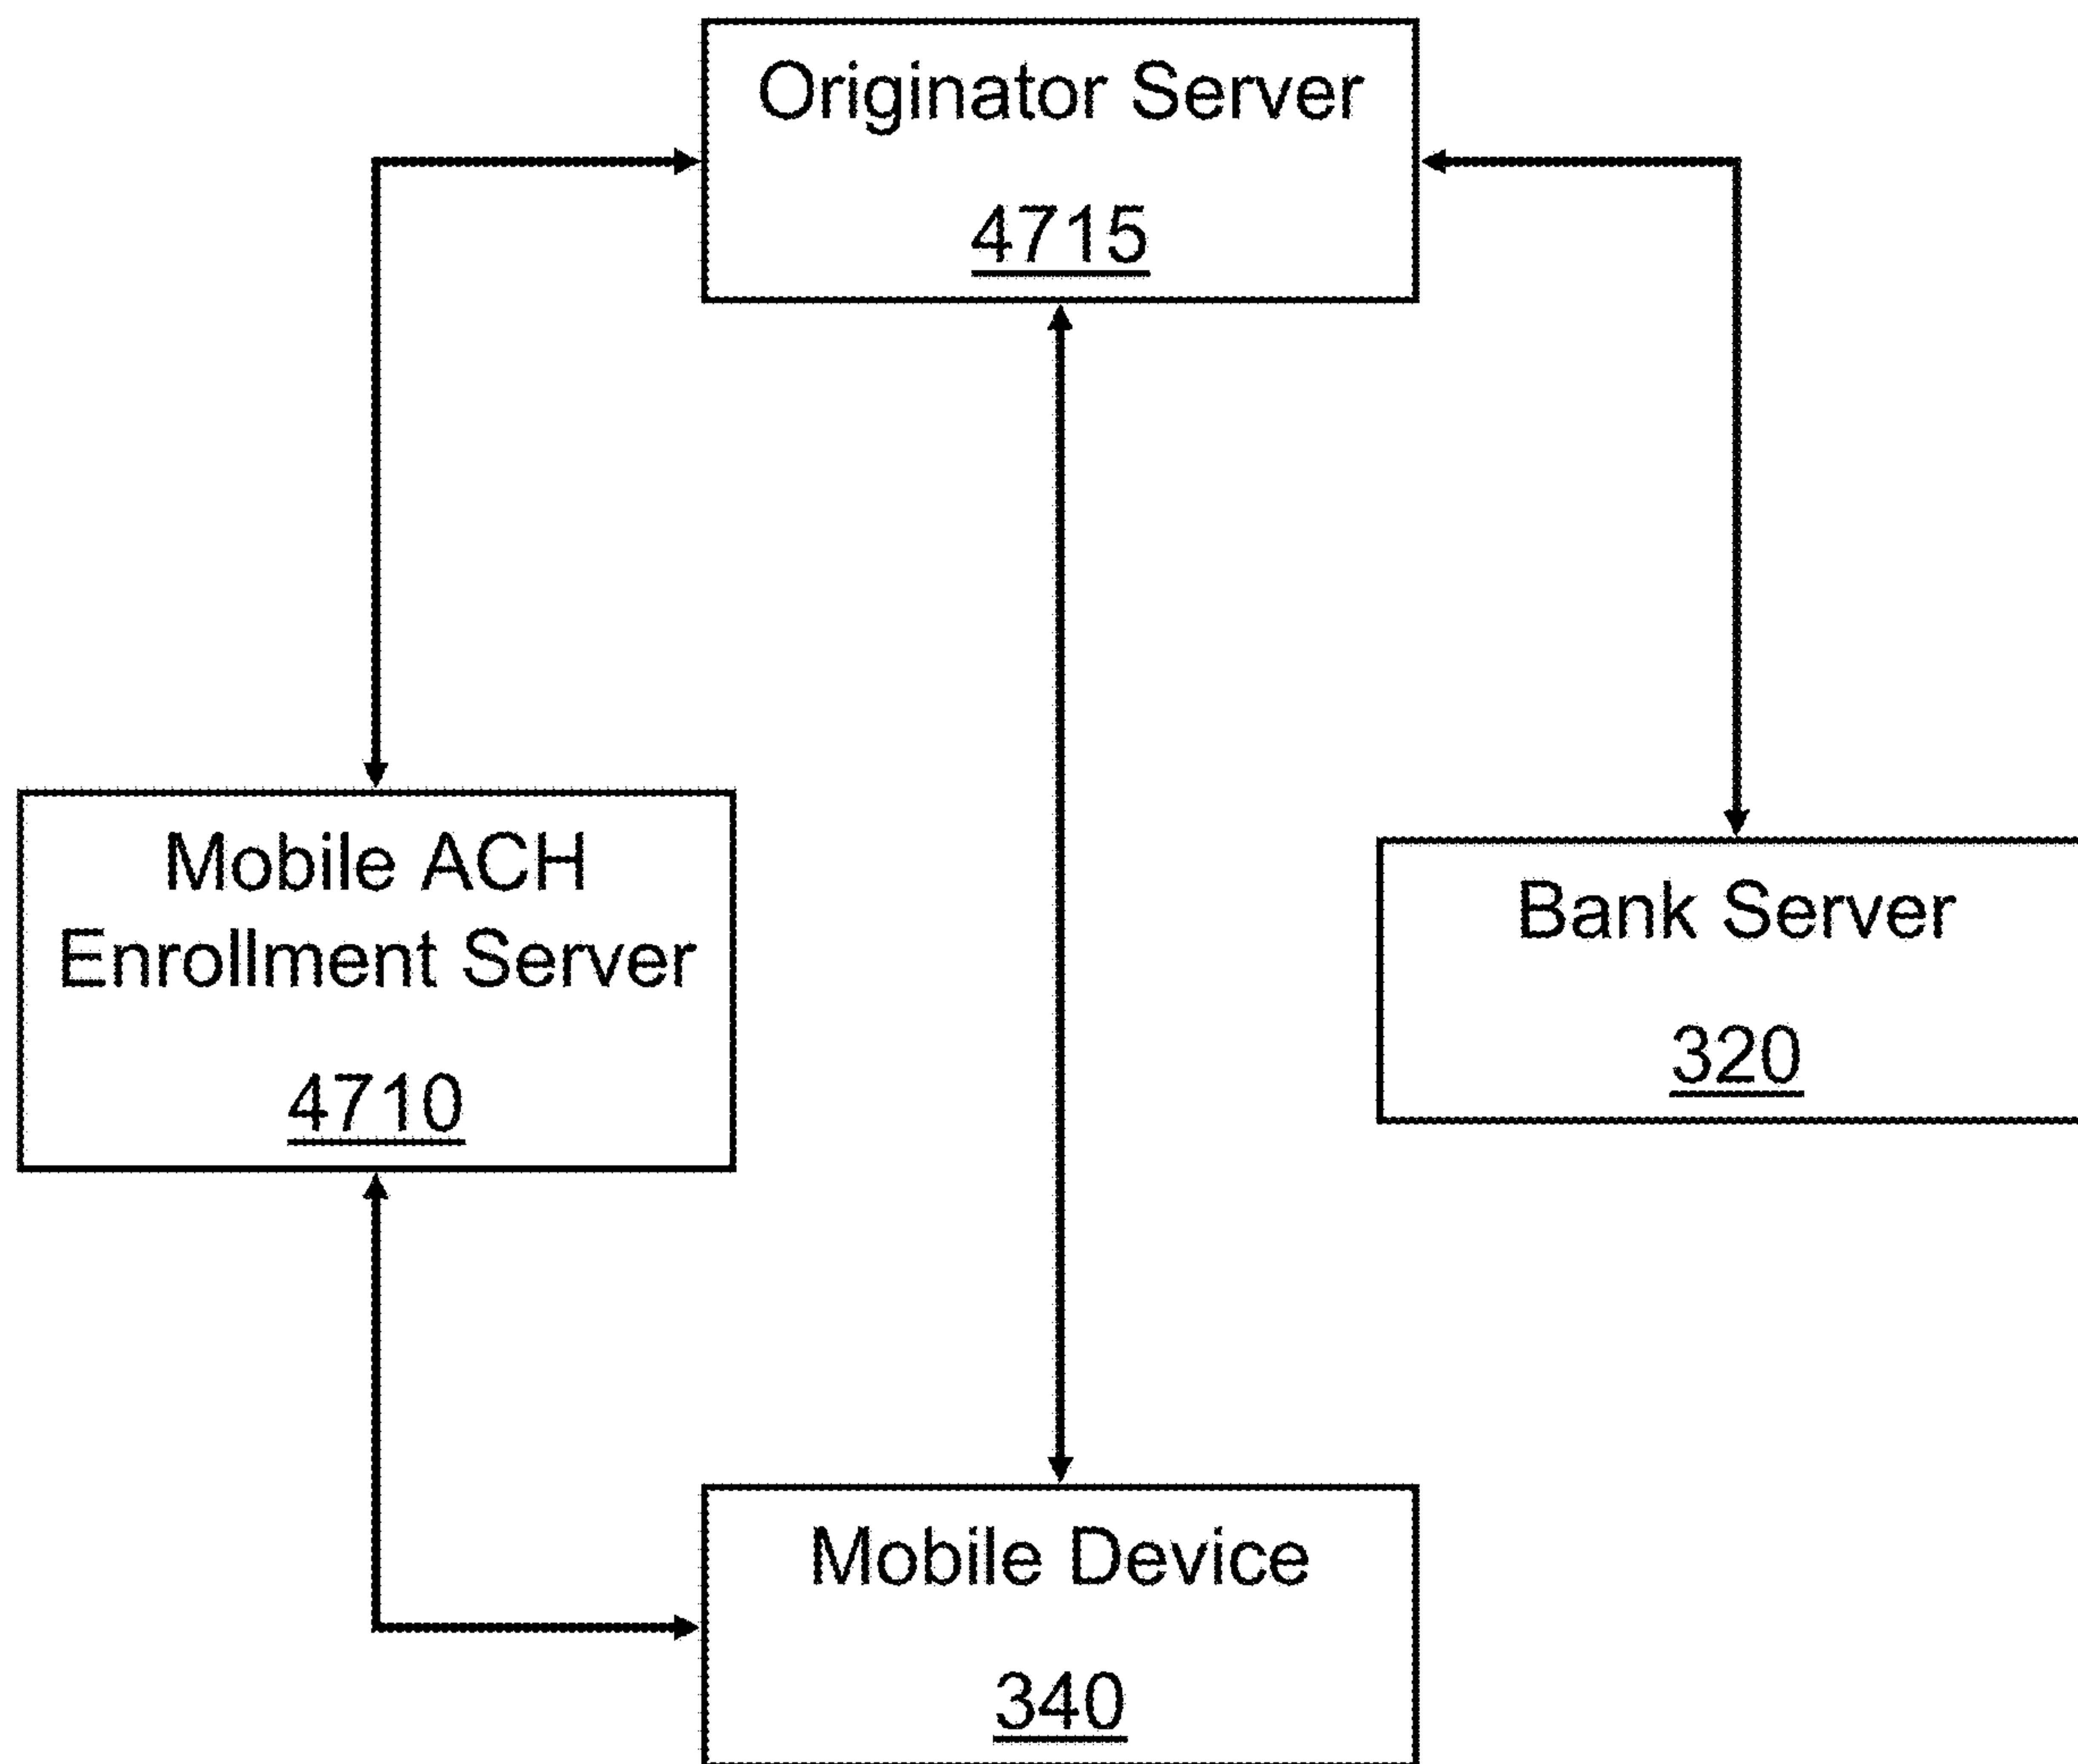 Originator Server
4715
Mobile ACH
Enrollment Server
4710
Bank Server
320
Mobile Device
340